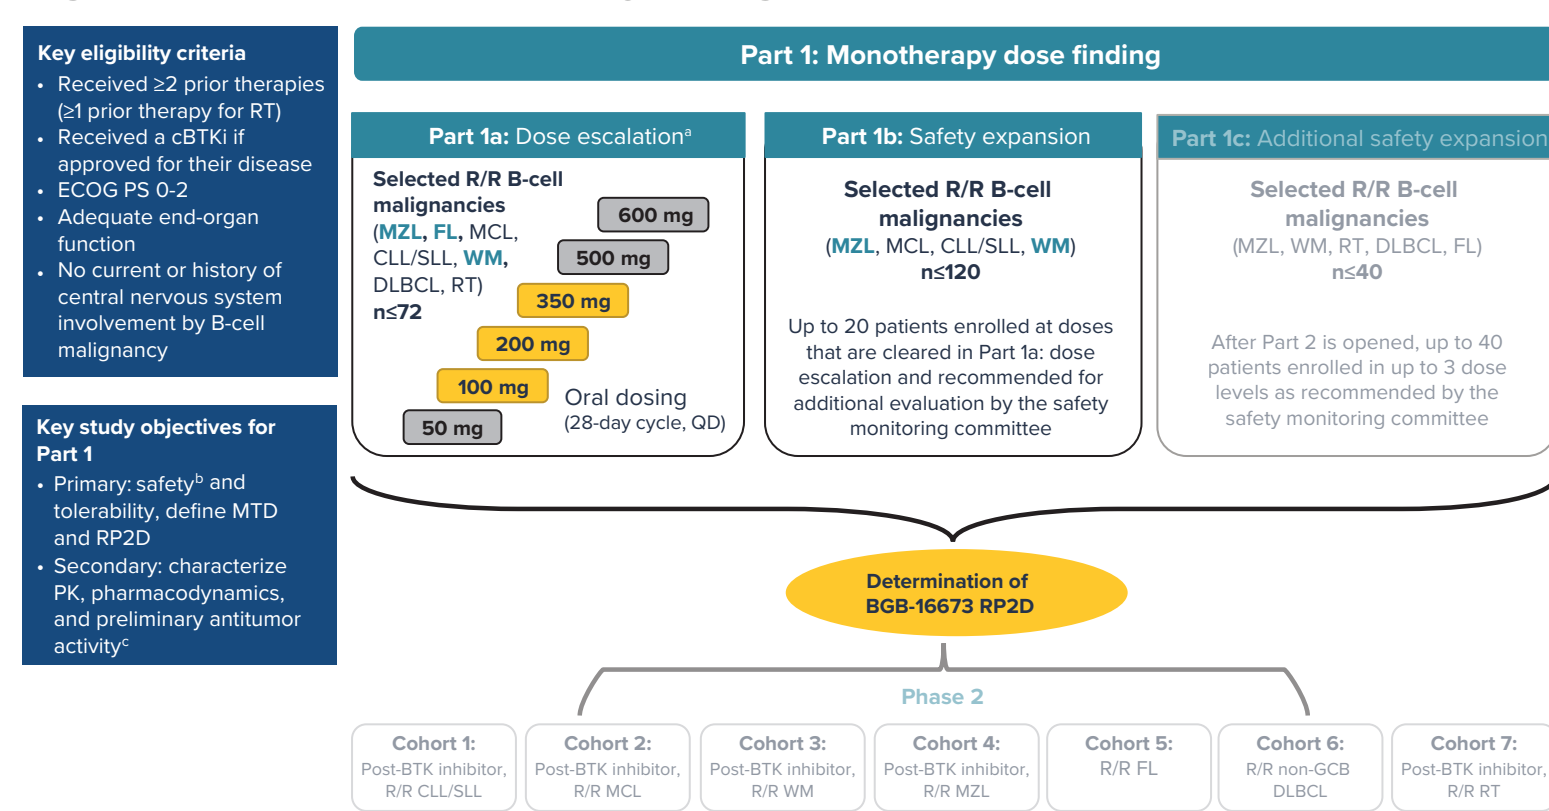 Key eligibility criteria
• Received ≥2 prior therapies
(≥1 prior therapy for RT)
• Received a cBTKi if
approved for their disease
• ECOG PS 0-2
• Adequate end-organ
function
• No current or history of
central nervous system
involvement by B-cell
malignancy
Key study objectives for
Part 1
• Primary: safetyᵇ and
tolerability, define MTD
and RP2D
• Secondary: characterize
PK, pharmacodynamics,
and preliminary antitumor
activityᶜ
Part 1: Monotherapy dose finding
Part 1a: Dose escalationᵃ
Selected R/R B-cell
malignancies
(MZL, FL, MCL,
CLL/SLL, WM,
DLBCL, RT)
n≤72
600 mg
500 mg
350 mg
200 mg
100 mg
50 mg
Oral dosing
(28-day cycle, QD)
Part 1b: Safety expansion
Selected R/R B-cell
malignancies
(MZL, MCL, CLL/SLL, WM)
n≤120
Up to 20 patients enrolled at doses
that are cleared in Part 1a: dose
escalation and recommended for
additional evaluation by the safety
monitoring committee
Part 1c: Additional safety expansion
Selected R/R B-cell
malignancies
(MZL, WM, RT, DLBCL, FL)
n≤40
After Part 2 is opened, up to 40
patients enrolled in up to 3 dose
levels as recommended by the
safety monitoring committee
Determination of
BGB-16673 RP2D
Phase 2
Cohort 1:
Post-BTK inhibitor,
R/R CLL/SLL
Cohort 2:
Post-BTK inhibitor,
R/R MCL
Cohort 3:
Post-BTK inhibitor,
R/R WM
Cohort 4:
Post-BTK inhibitor,
R/R MZL
Cohort 5:
R/R FL
Cohort 6:
R/R non-GCB
DLBCL
Cohort 7:
Post-BTK inhibitor,
R/R RT